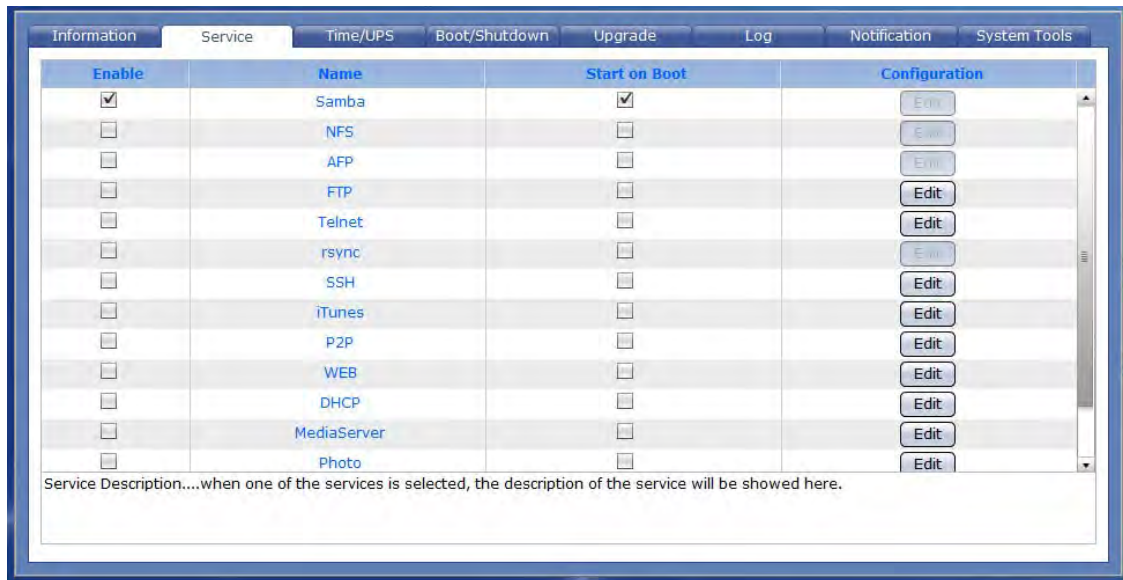 Information Service Time/UPS Boot/Shutdown Upgrade Log Notification System Tools
Enable Name Start on Boot Configuration
Samba Edit
NFS Edit
AFP Edit
FTP Edit
Telnet Edit
rsync Edit
SSH Edit
iTunes Edit
P2P Edit
WEB Edit
DHCP Edit
MediaServer Edit
Photo Edit
Service Description....when one of the services is selected, the description of the service will be showed here.